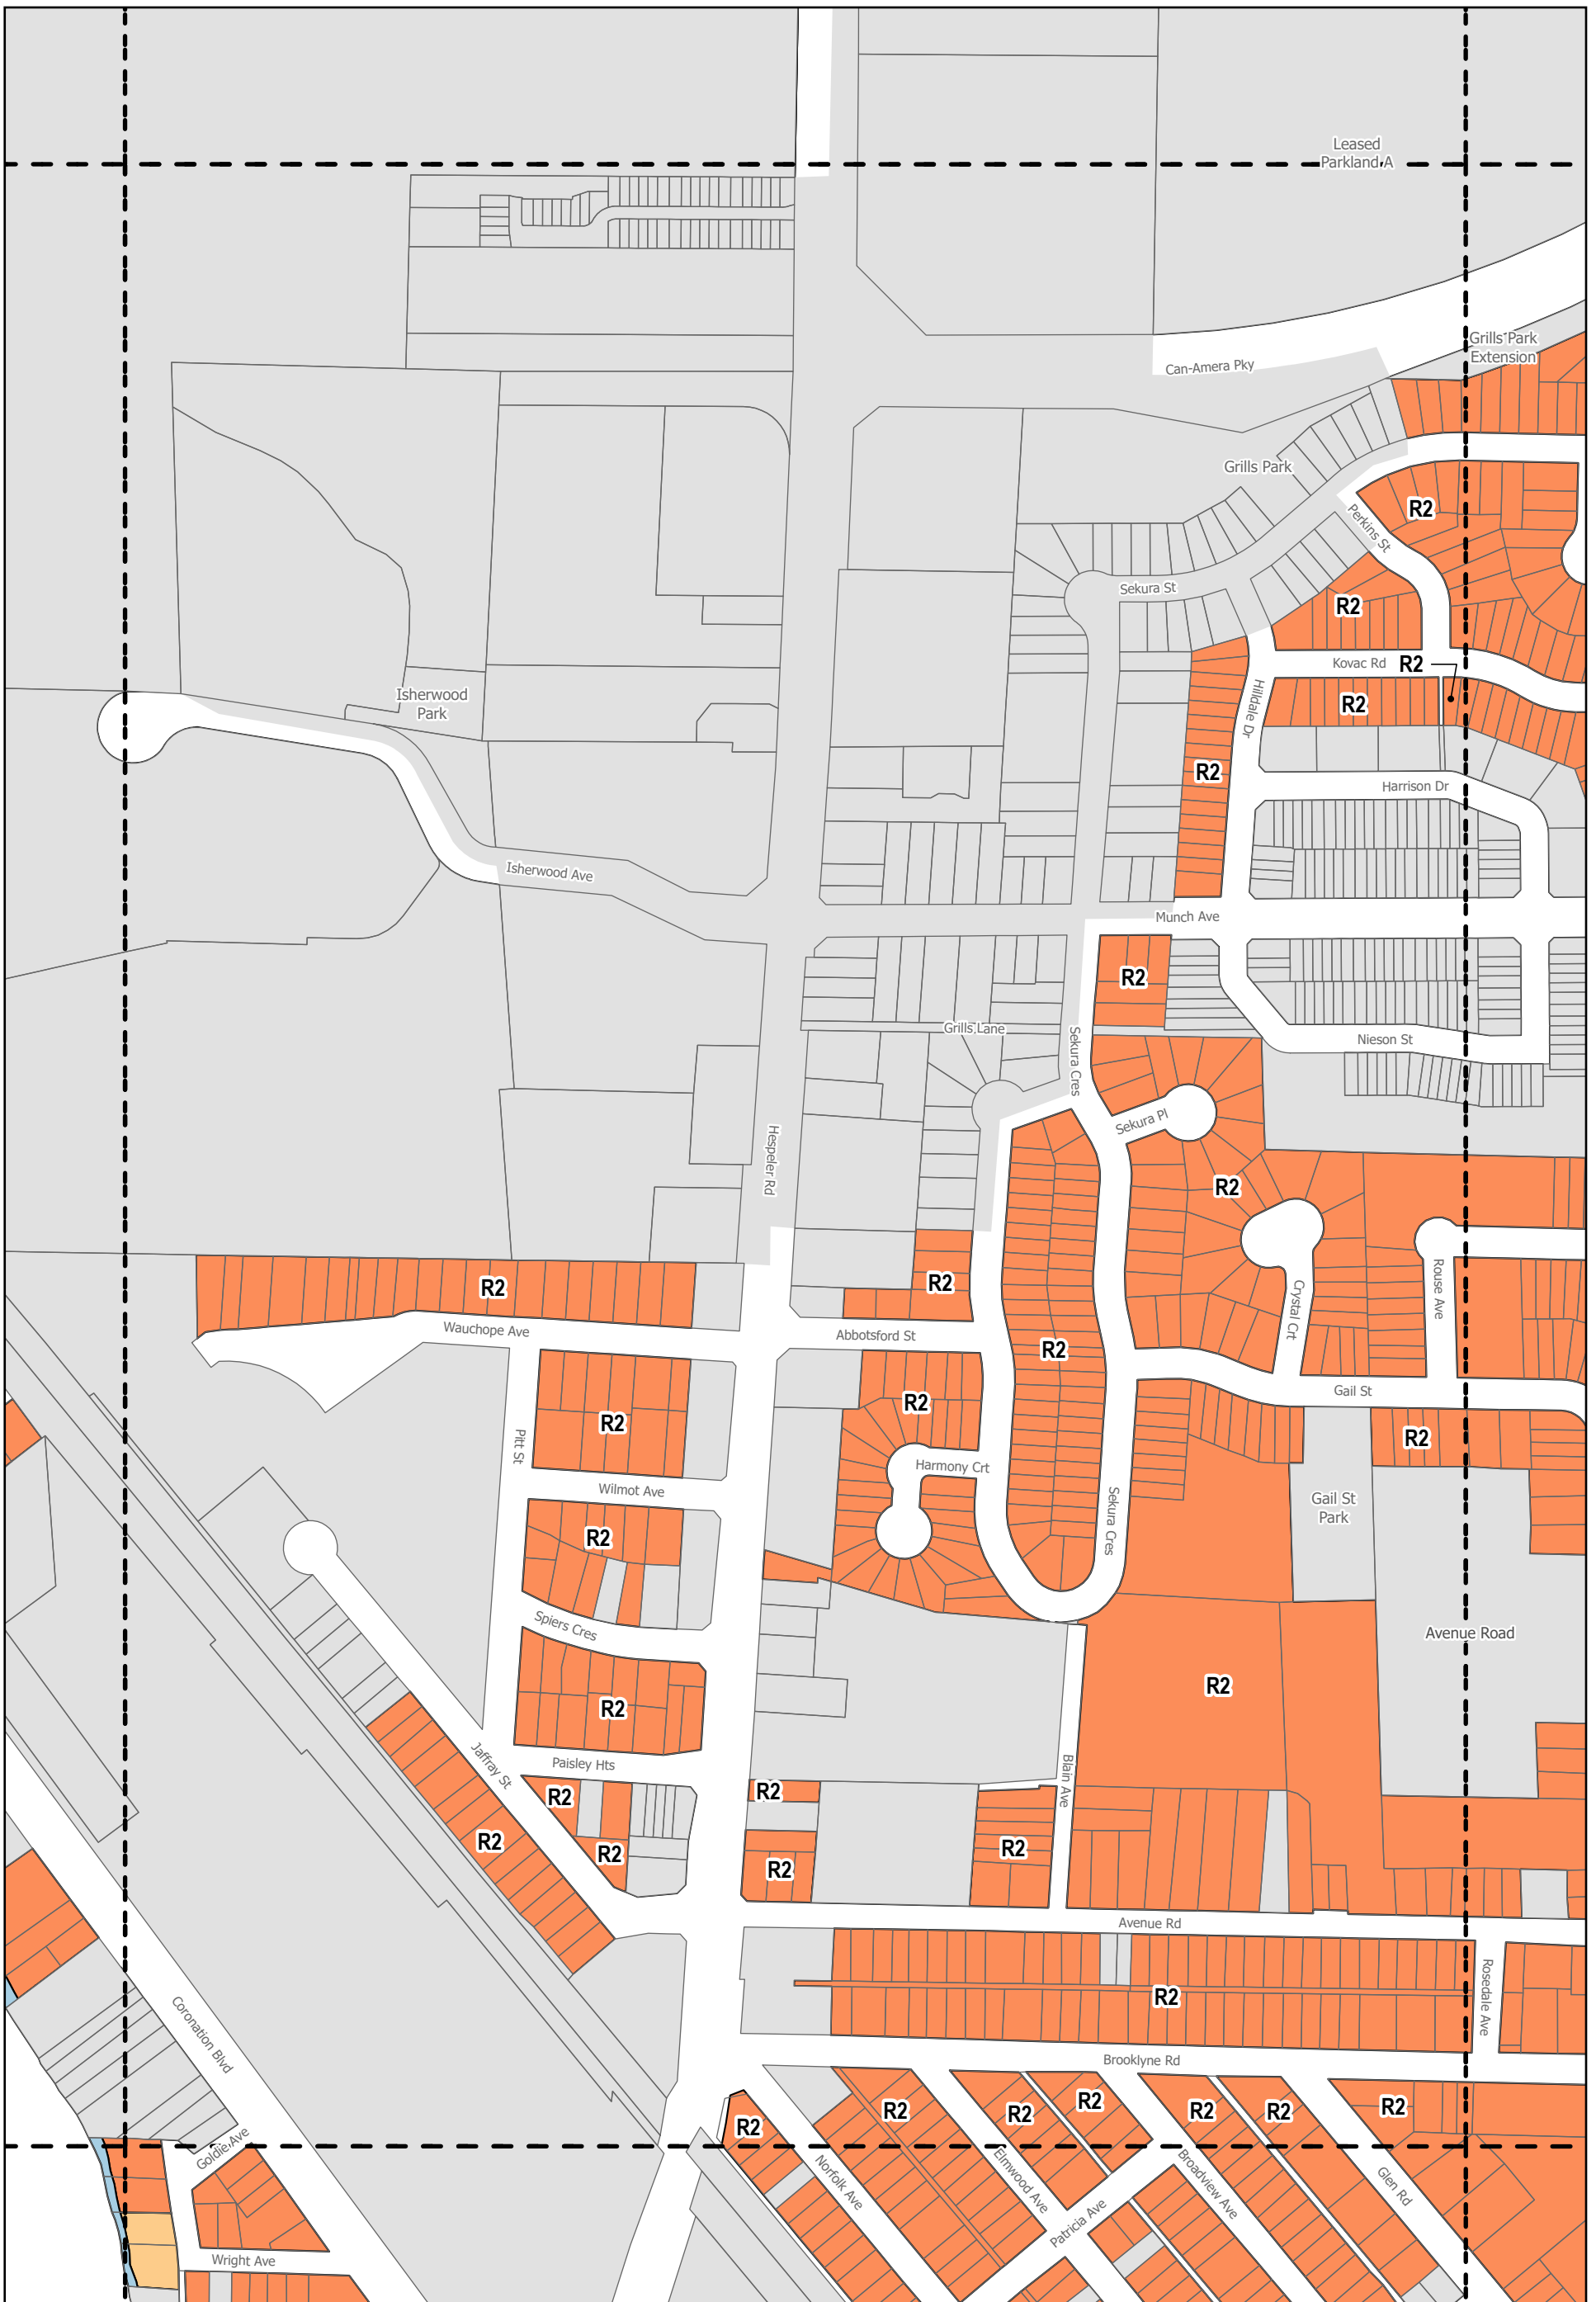 Leased
Parkland A
Grills Park
Extension
Can-Amera Pky
Grills Park
R2
Perkins St
Sekura St
R2
Kovac Rd
R2
Isherwood
Park
R2
Hilldale Dr
R2
Harrison Dr
Isherwood Ave
Munch Ave
R2
Grills Lane
Nieson St
Sekura Cres
Sekura Pl
Hespeler Rd
R2
R2
R2
Rouse Ave
Crystal Crt
Wauchope Ave
Abbotsford St
R2
Gail St
R2
R2
Pitt St
R2
Harmony Crt
Wilmot Ave
Gail St
Park
Sekura Cres
R2
Spiers Cres
Avenue Road
R2
R2
Jaffray St
Paisley Hts
Blain Ave
R2
R2
R2
R2
R2
R2
Avenue Rd
R2
Rosedale Ave
Coronation Blvd
Brooklyne Rd
R2
R2
R2
R2
R2
R2
R2
Goldie Ave
Norfolk Ave
Elmwood Ave
Broadview Ave
Glen Rd
Patricia Ave
Wright Ave